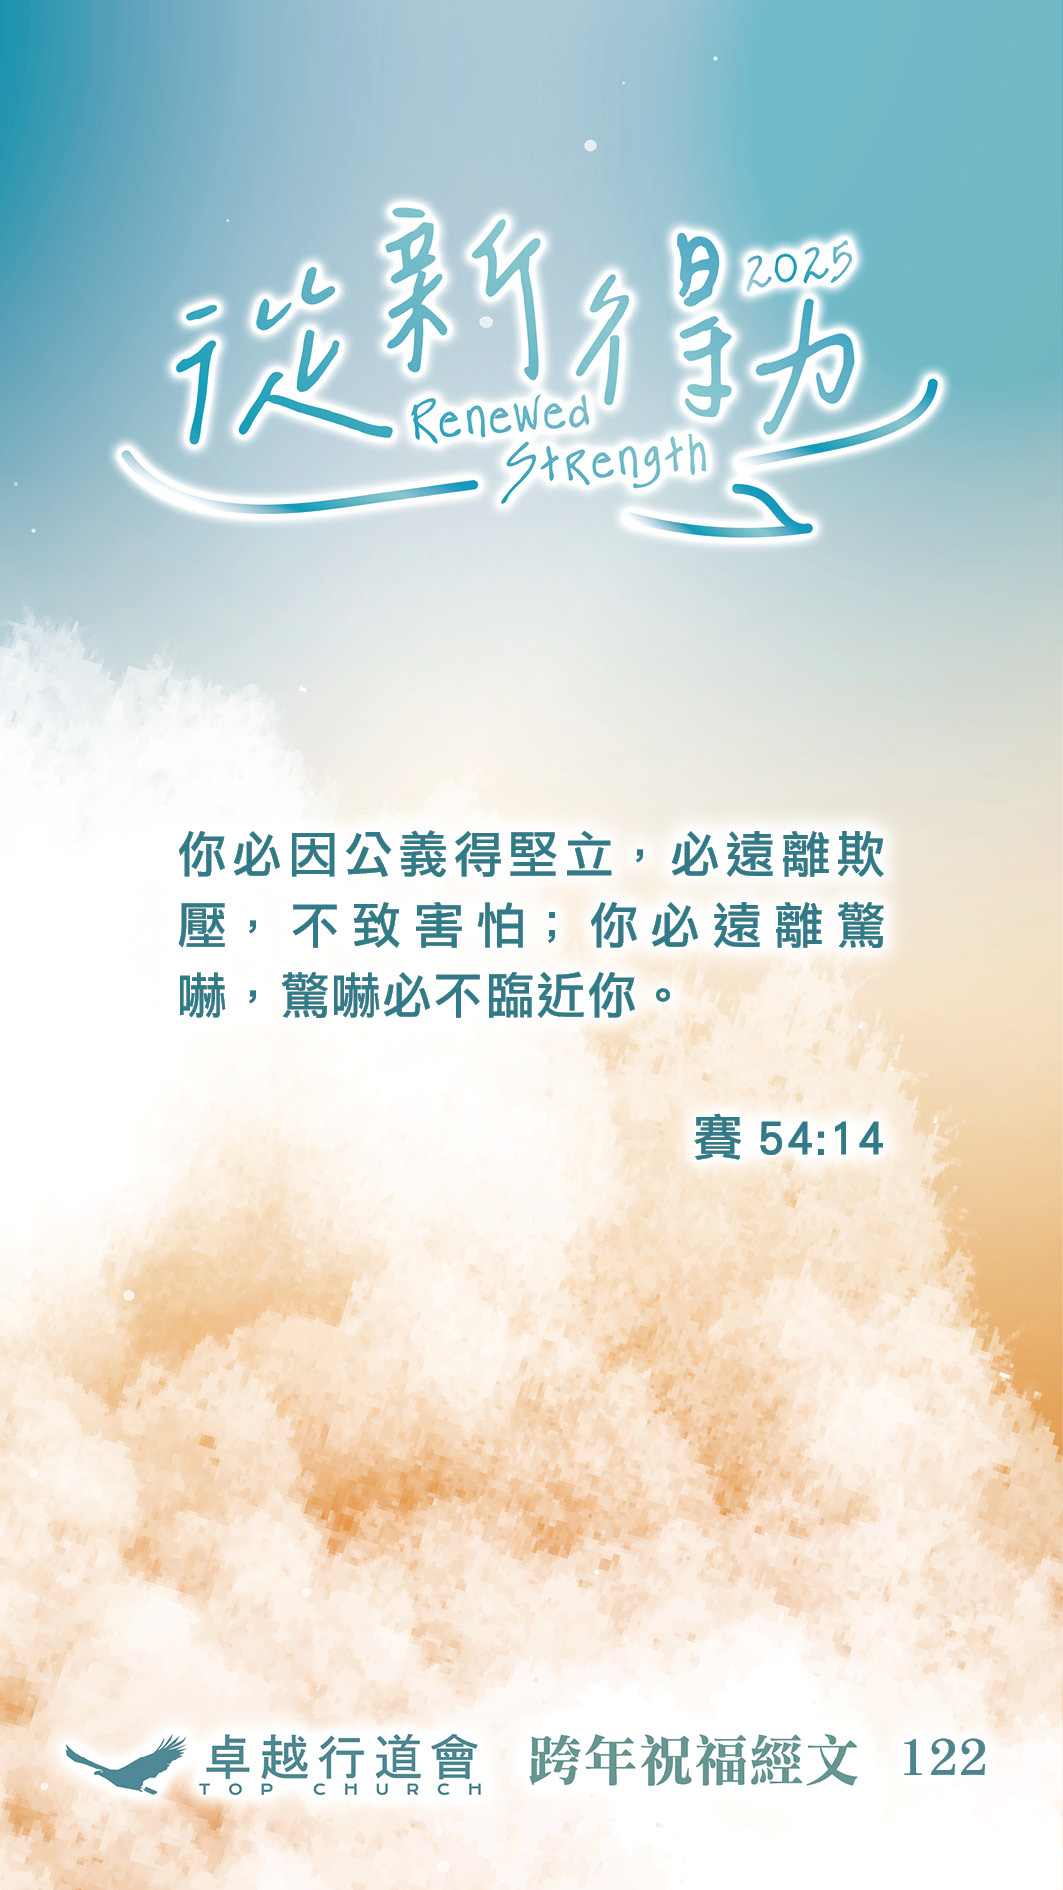 從新得力 2025
Renewed
Strength
你必因公義得堅立，必遠離欺
壓，不致害怕；你必遠離驚
嚇，驚嚇必不臨近你。
賽 54:14
卓越行道會
TOP CHURCH
跨年祝福經文 122